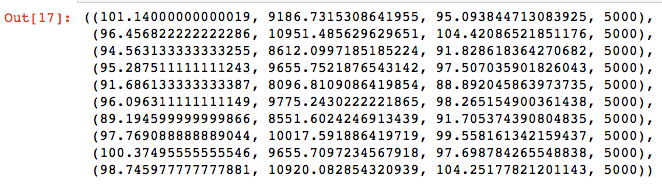 Out[17]: ((101.14000000000019, 9186.7315308641955, 95.093844713083925, 5000),
(96.456822222222286, 10951.485629629651, 104.42086521851176, 5000),
(94.563133333333255, 8612.0997185185224, 91.828618364270682, 5000),
(95.287511111111243, 9655.7521876543142, 97.507035901826043, 5000),
(91.686133333333387, 8096.8109086419854, 88.892045863973735, 5000),
(96.096311111111149, 9775.2430222221865, 98.265154900361438, 5000),
(89.194599999999866, 8551.6024246913439, 91.705374390804835, 5000),
(97.769088888889044, 10017.591886419719, 99.558161342159437, 5000),
(100.37495555555546, 9655.7097234567918, 97.698784265548838, 5000),
(98.745977777777881, 10920.082854320939, 104.25177821201143, 5000))